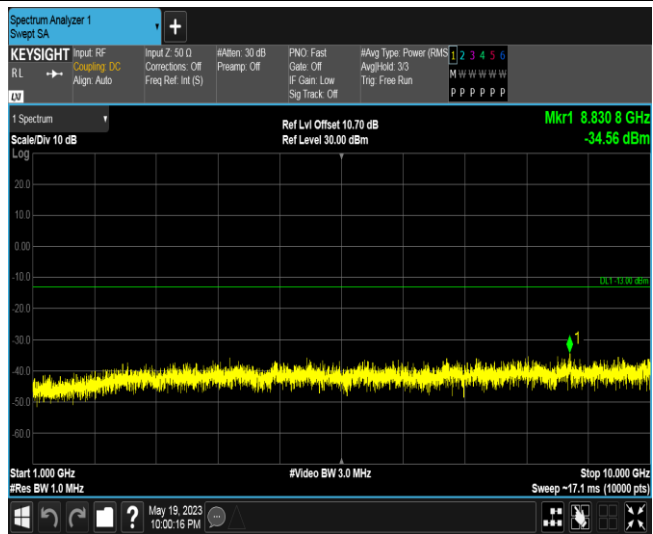 Spectrum Analyzer 1
Swept SA
KEYSIGHT
RL
LXI
Input: RF
Coupling: DC
Align: Auto
Input Z: 50 Ω
Corrections: Off
Freq Ref: Int (S)
#Atten: 30 dB
Preamp: Off
PNO: Fast
Gate: Off
IF Gain: Low
Sig Track: Off
#Avg Type: Power (RMS
Avg|Hold: 3/3
Trig: Free Run
1 2 3 4 5 6
M W W W W W
P P P P P P
1 Spectrum
Scale/Div 10 dB
Log
Ref Lvl Offset 10.70 dB
Ref Level 30.00 dBm
Mkr1 8.830 8 GHz
-34.56 dBm
20.0
10.0
0.00
-10.0
DL1 -13.00 dBm
-20.0
-30.0
1
-40.0
-50.0
-60.0
Start 1.000 GHz
#Res BW 1.0 MHz
#Video BW 3.0 MHz
Stop 10.000 GHz
Sweep ~17.1 ms (10000 pts)
?
May 19, 2023
10:00:16 PM